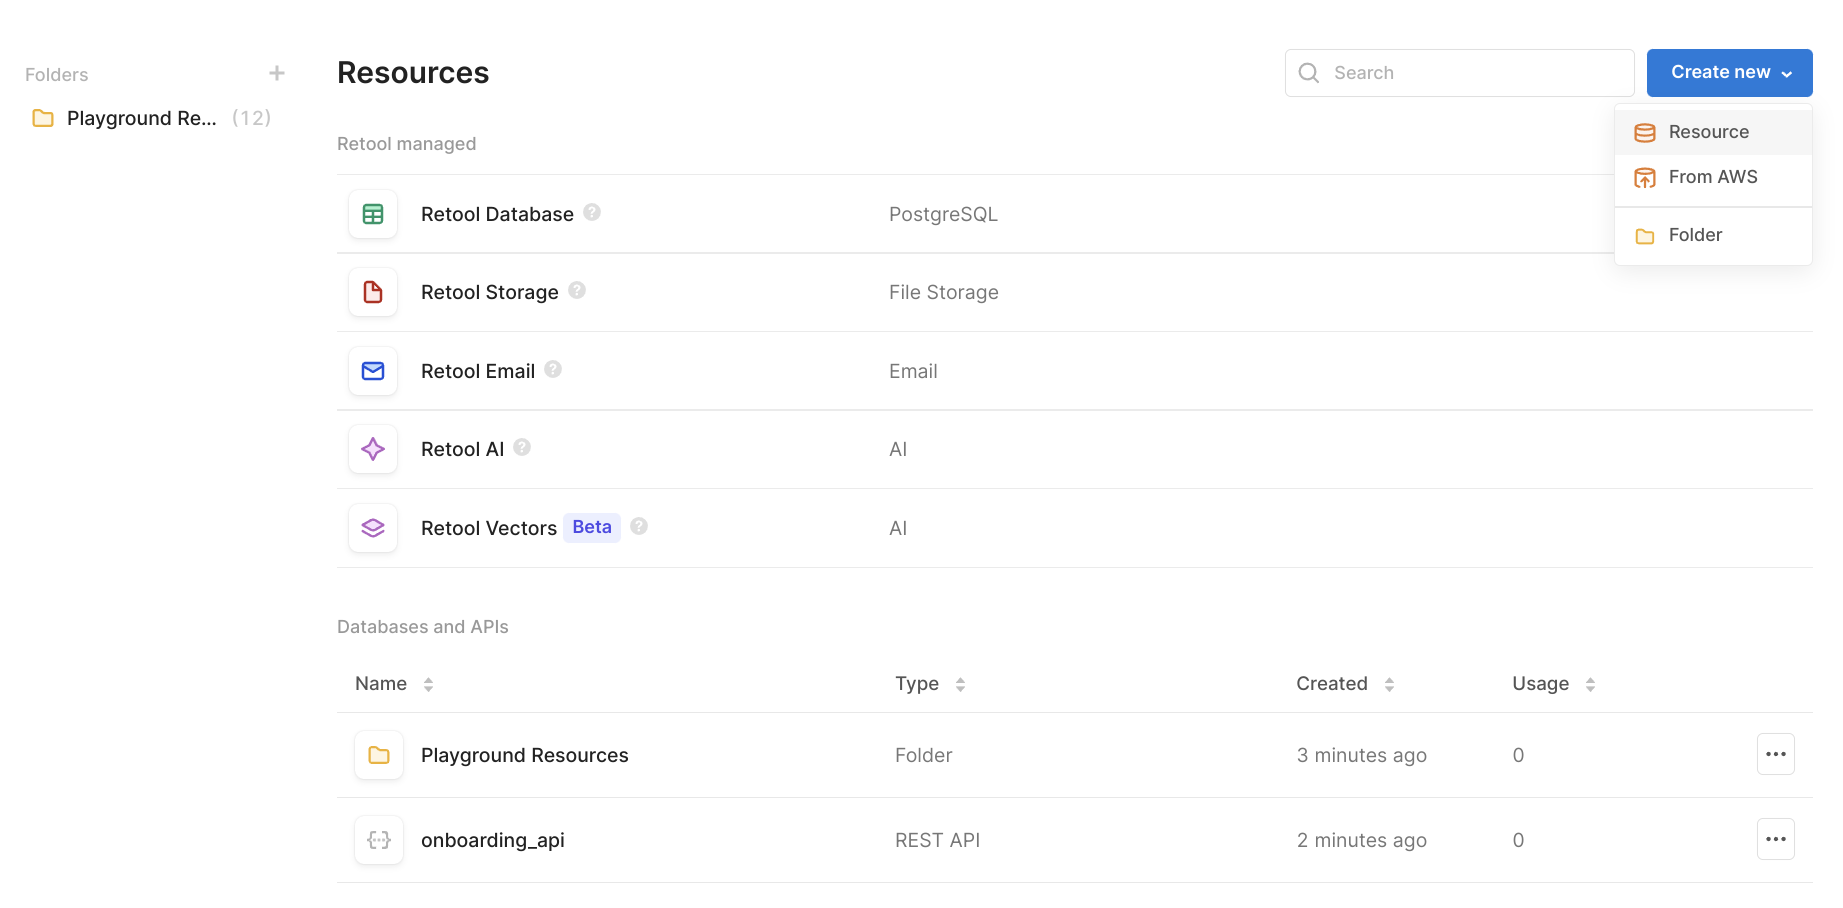 Folders
Playground Re... (12)
Resources
Search
Create new
Resource
From AWS
Folder
Retool managed
Retool Database ? PostgreSQL
Retool Storage ? File Storage
Retool Email ? Email
Retool AI ? AI
Retool Vectors Beta ? AI
Databases and APIs
Name Type Created Usage
Playground Resources Folder 3 minutes ago 0
onboarding_api REST API 2 minutes ago 0